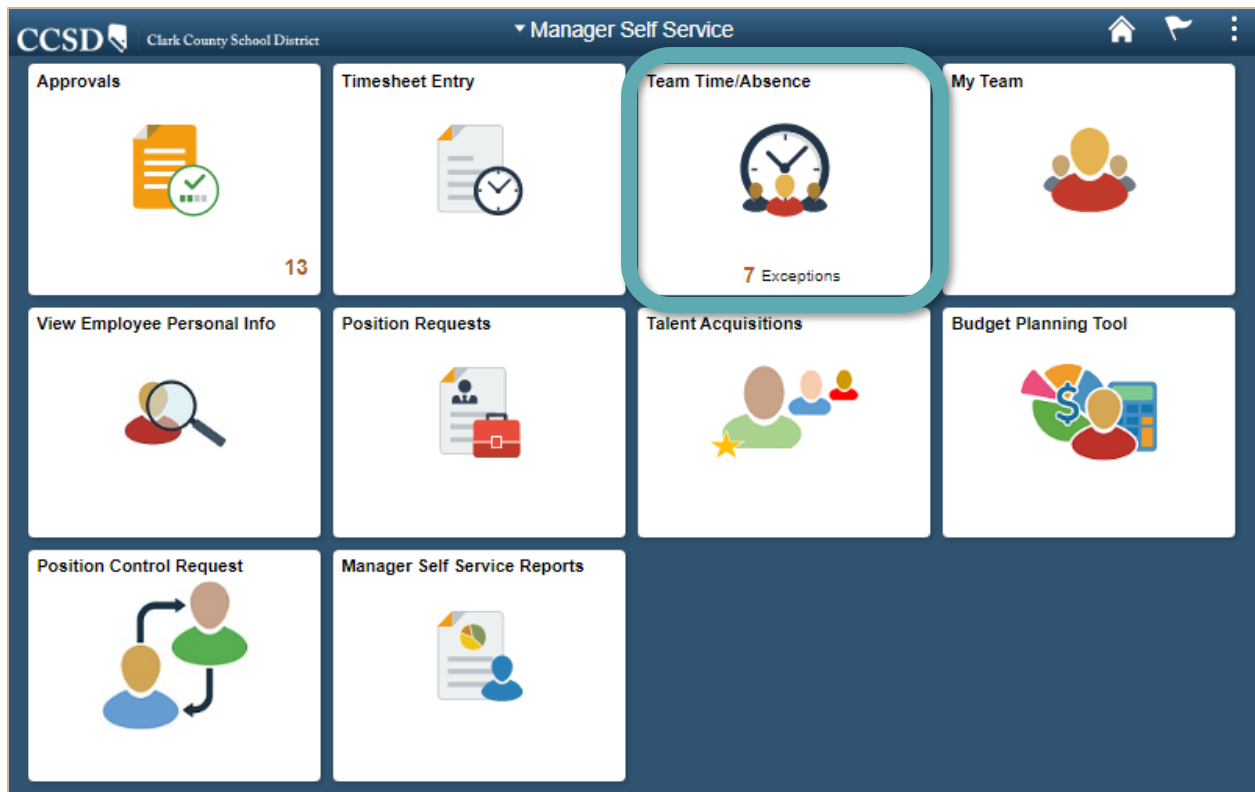 CCSD Clark County School District
Manager Self Service
Approvals
13
Timesheet Entry
Team Time/Absence
7 Exceptions
My Team
View Employee Personal Info
Position Requests
Talent Acquisitions
Budget Planning Tool
$
Position Control Request
Manager Self Service Reports